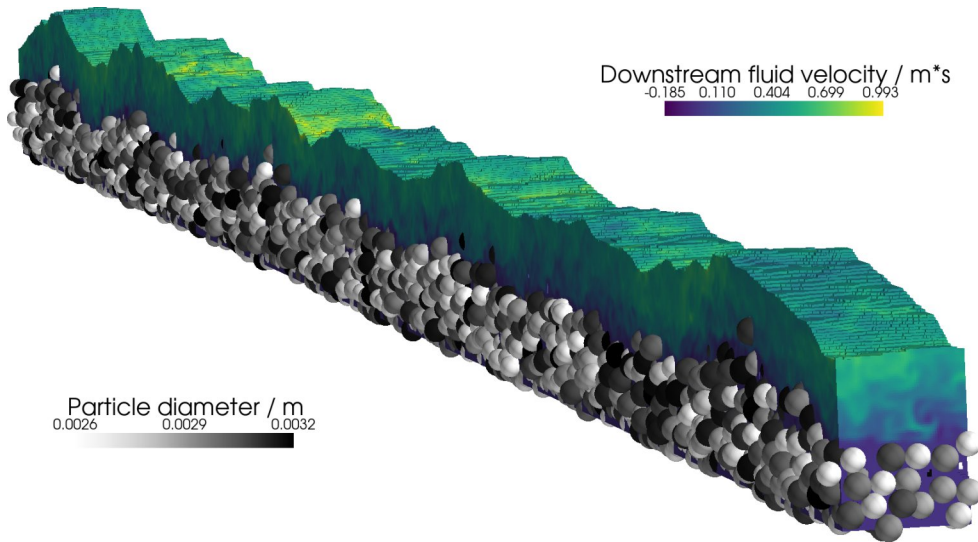 Downstream fluid velocity / m*s
-0.185 0.110 0.404 0.699 0.993
Particle diameter / m
0.0026 0.0029 0.0032